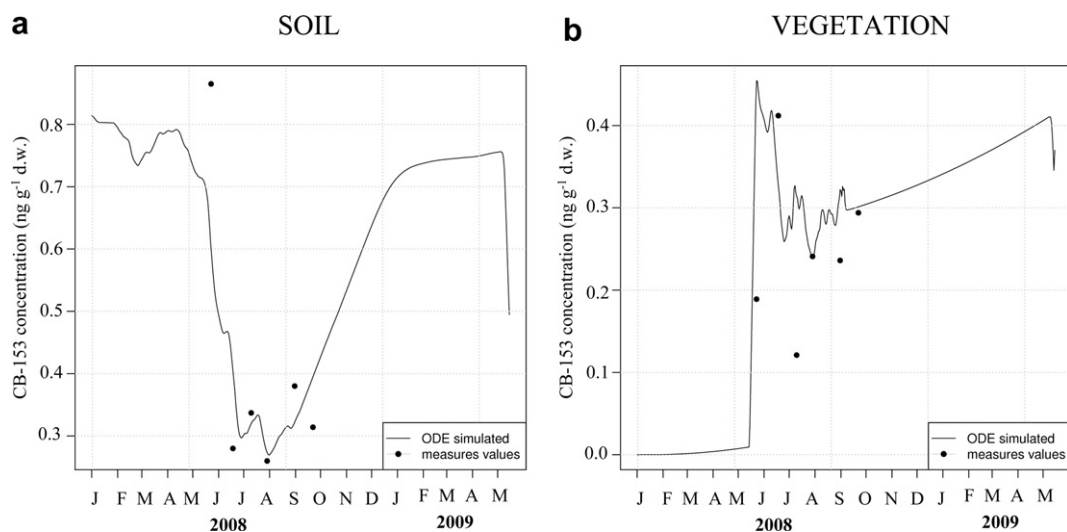 a SOIL
CB-153 concentration (ng g-1 d.w.)
0.8
0.7
0.6
0.5
0.4
0.3
ODE simulated
measures values
J F M A M J J A S O N D J F M A M
2008 2009
b VEGETATION
CB-153 concentration (ng g-1 d.w.)
0.4
0.3
0.2
0.1
0.0
ODE simulated
measures values
J F M A M J J A S O N D J F M A M
2008 2009